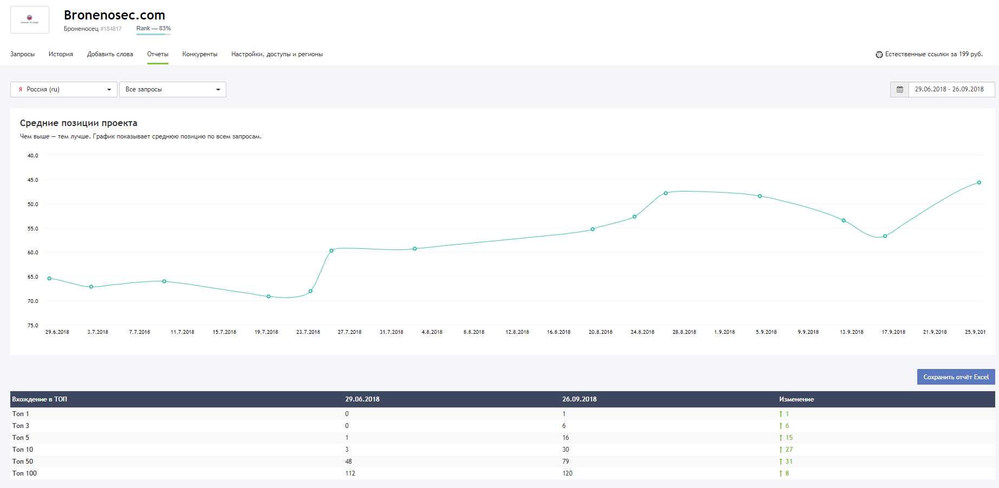 Bronenosec.com
Броненосец #184817 Rank — 83%
Запросы История Добавить слова Отчеты Конкуренты Настройки, доступы и регионы Естественные ссылки за 199 руб.
Я Россия (ru) Все запросы 29.06.2018 - 26.09.2018
Средние позиции проекта
Чем выше — тем лучше. График показывает среднюю позицию по всем запросам.
40.0
45.0
50.0
55.0
60.0
65.0
70.0
75.0
29.6.2018 3.7.2018 7.7.2018 11.7.2018 15.7.2018 19.7.2018 23.7.2018 27.7.2018 31.7.2018 4.8.2018 8.8.2018 12.8.2018 16.8.2018 20.8.2018 24.8.2018 28.8.2018 1.9.2018 5.9.2018 9.9.2018 13.9.2018 17.9.2018 21.9.2018 25.9.201
Сохранить отчёт Excel
Вхождение в ТОП 29.06.2018 26.09.2018 Изменение
Топ 1 0 1 ↑ 1
Топ 3 0 6 ↑ 6
Топ 5 1 16 ↑ 15
Топ 10 3 30 ↑ 27
Топ 50 48 79 ↑ 31
Топ 100 112 120 ↑ 8